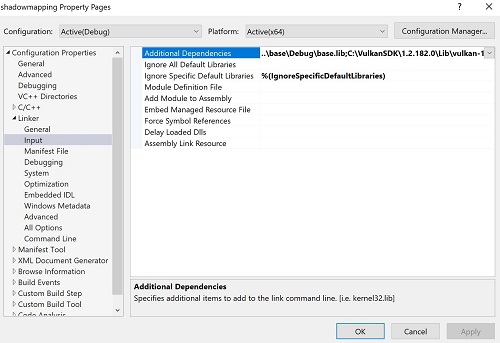 shadowmapping Property Pages
Configuration: Active(Debug) Platform: Active(x64) Configuration Manager...
Configuration Properties
General
Advanced
Debugging
VC++ Directories
C/C++
Linker
General
Input
Manifest File
Debugging
System
Optimization
Embedded IDL
Windows Metadata
Advanced
All Options
Command Line
Manifest Tool
XML Document Generator
Browse Information
Build Events
Custom Build Step
Custom Build Tool
Code Analysis
Additional Dependencies ..\base\Debug\base.lib;C:\VulkanSDK\1.2.182.0\Lib\vulkan-1
Ignore All Default Libraries
Ignore Specific Default Libraries %(IgnoreSpecificDefaultLibraries)
Module Definition File
Add Module to Assembly
Embed Managed Resource File
Force Symbol References
Delay Loaded Dlls
Assembly Link Resource
Additional Dependencies
Specifies additional items to add to the link command line. [i.e. kernel32.lib]
OK Cancel Apply